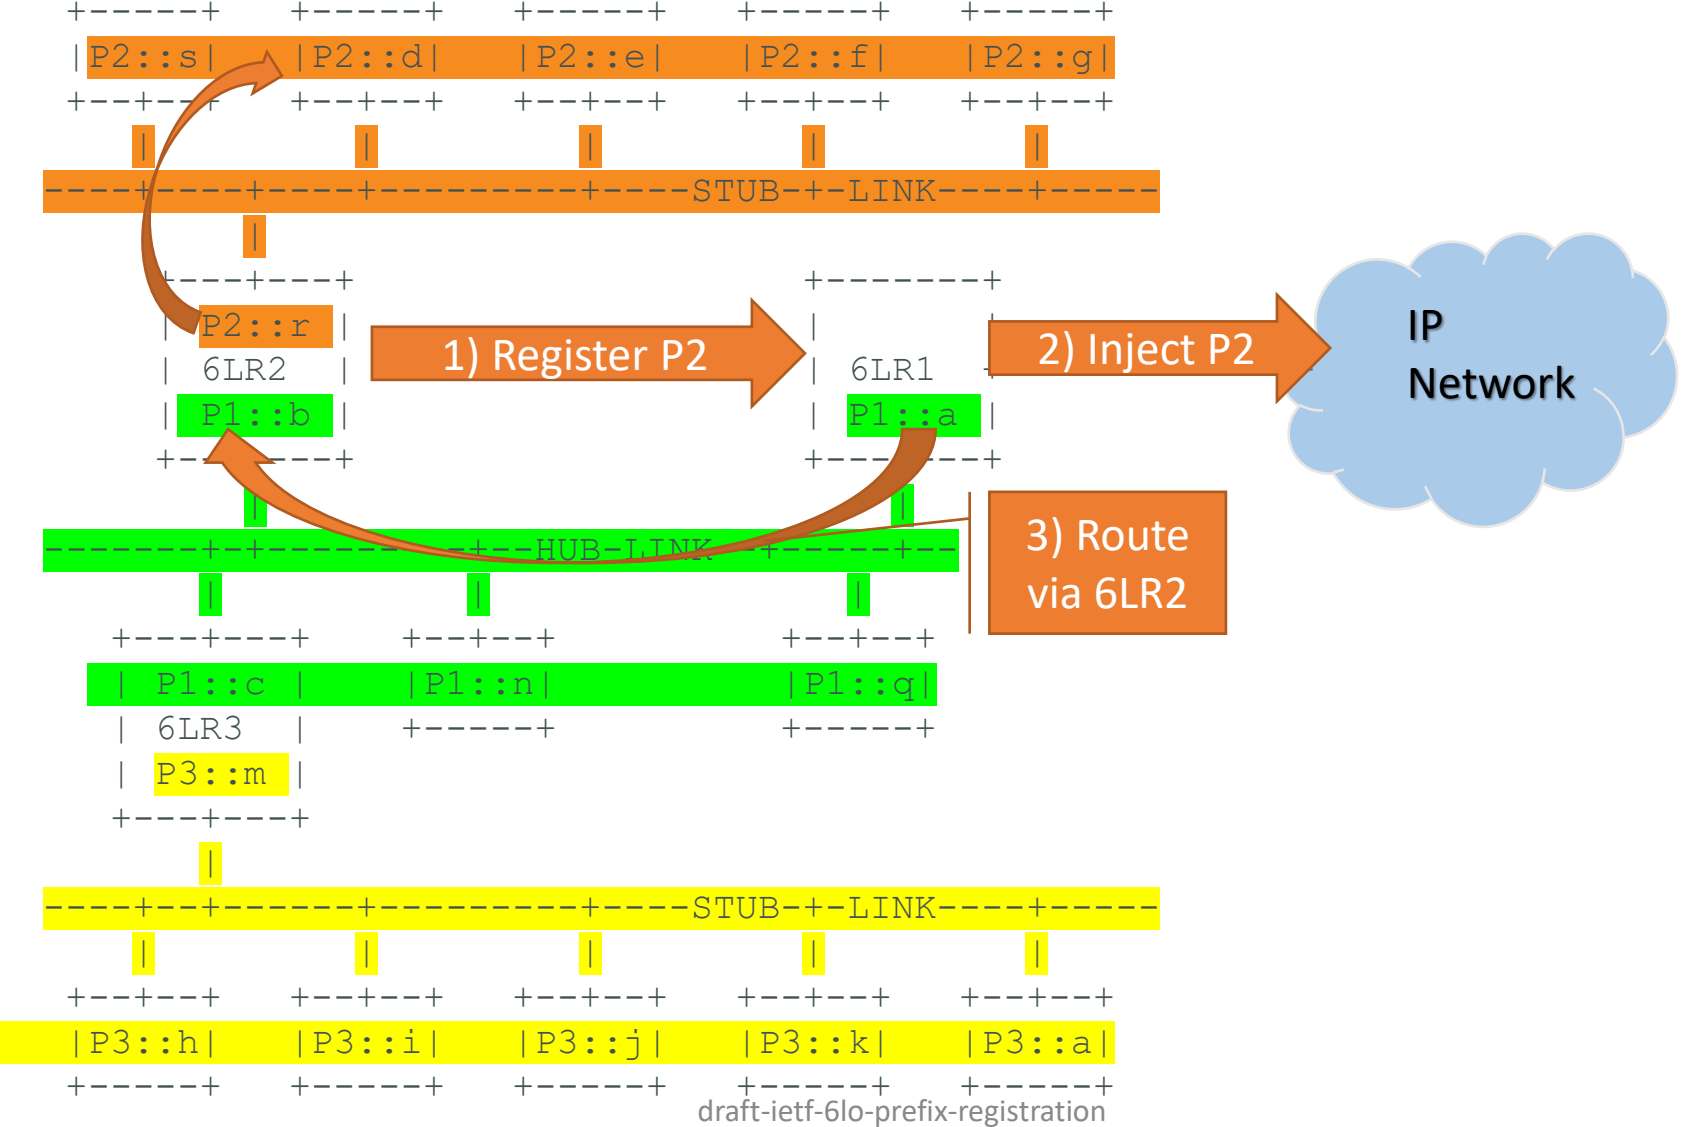 +-----+   +-----+   +-----+   +-----+   +-----+
|P2::s|   |P2::d|   |P2::e|   |P2::f|   |P2::g|
+--+--+   +--+--+   +--+--+   +--+--+   +--+--+
|         |         |         |         |
----+----+----+---------+----STUB-+-LINK----+-----
|
+----+----+                    +-------+
| P2::r |                    |
1) Register P2
2) Inject P2
| 6LR2  |                    | 6LR1  +
| P1::b |                    | P1::a |
+-------+                    +-------+
IP
Network
|                            |
-------+-+---------+--HUB-LINK--+-----+--
3) Route
via 6LR2
|           |                |
+---+---+    +--+--+          +--+--+
| P1::c |    |P1::n|          |P1::q|
| 6LR3  |    +-----+          +-----+
| P3::m |
+---+---+
|
----+--+------+---------+----STUB-+-LINK----+-----
|         |         |         |         |
+--+--+   +--+--+   +--+--+   +--+--+   +--+--+
|P3::h|   |P3::i|   |P3::j|   |P3::k|   |P3::a|
+-----+   +-----+   +-----+   +-----+   +-----+
draft-ietf-6lo-prefix-registration